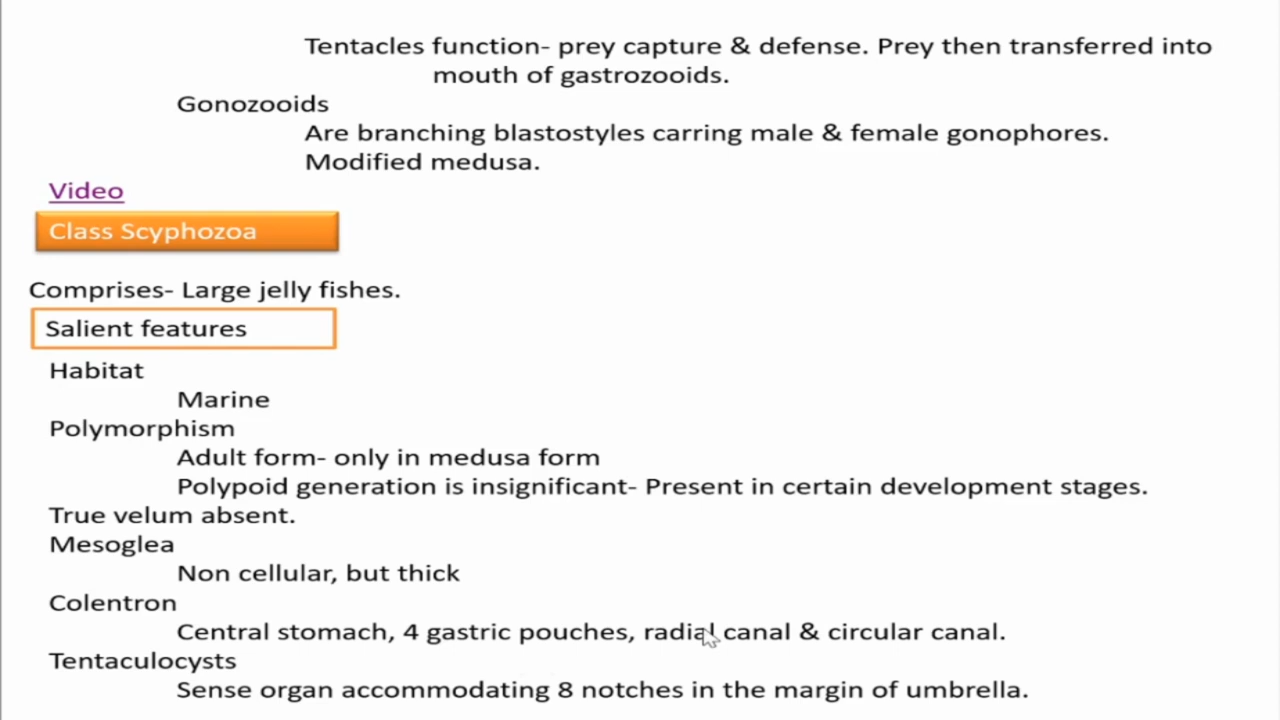 Tentacles function- prey capture & defense. Prey then transferred into
mouth of gastrozooids.
Gonozooids
Are branching blastostyles carring male & female gonophores.
Modified medusa.
Video
Class Scyphozoa
Comprises- Large jelly fishes.
Salient features
Habitat
Marine
Polymorphism
Adult form- only in medusa form
Polypoid generation is insignificant- Present in certain development stages.
True velum absent.
Mesoglea
Non cellular, but thick
Colentron
Central stomach, 4 gastric pouches, radial canal & circular canal.
Tentaculocysts
Sense organ accommodating 8 notches in the margin of umbrella.